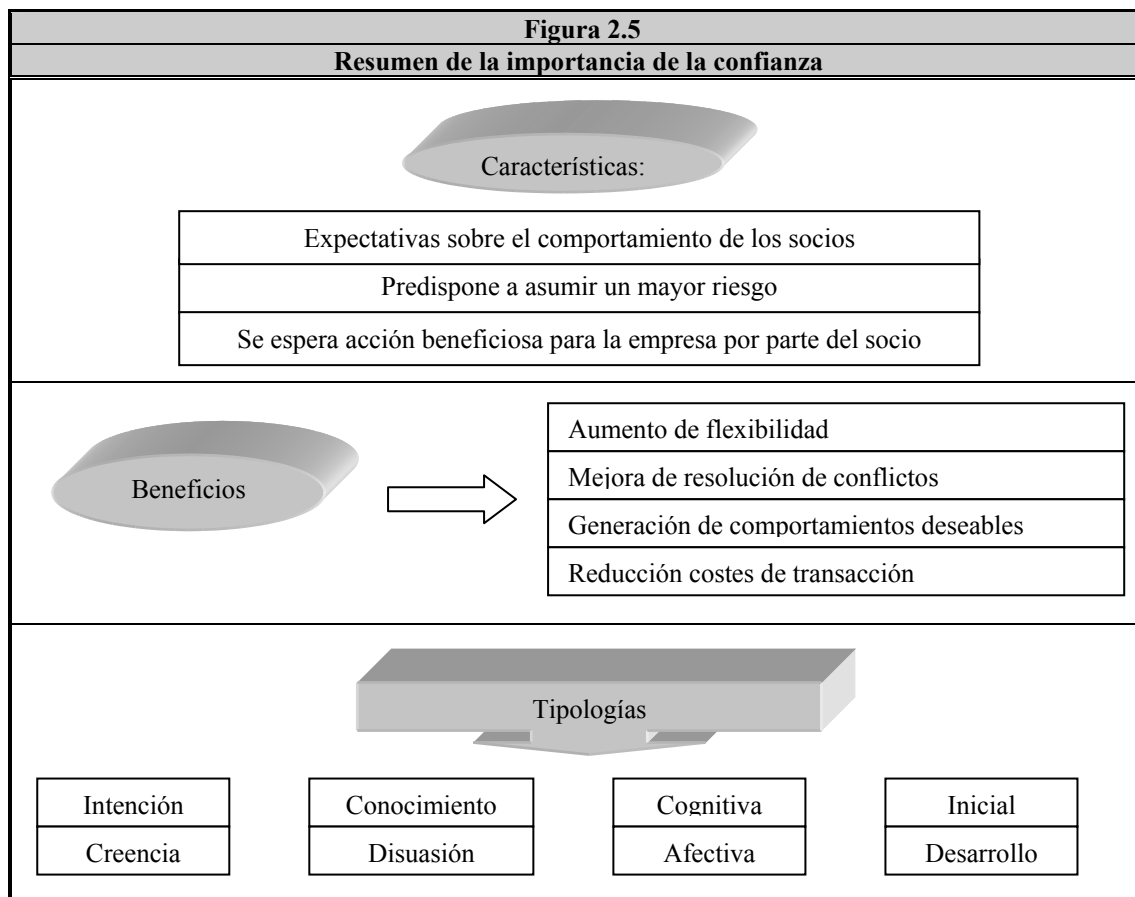 Figura 2.5
Resumen de la importancia de la confianza
Característícas:
Expectativas sobre el comportamiento de los socios
Predispone a asumir un mayor riesgo
Se espera acción beneficiosa para la empresa por parte del socio
Beneficios
Aumento de flexibilidad
Mejora de resolución de conflictos
Generación de comportamientos deseables
Reducción costes de transacción
Tipologías
Intención
Creencia
Conocimiento
Disuasión
Cognitiva
Afectiva
Inicial
Desarrollo